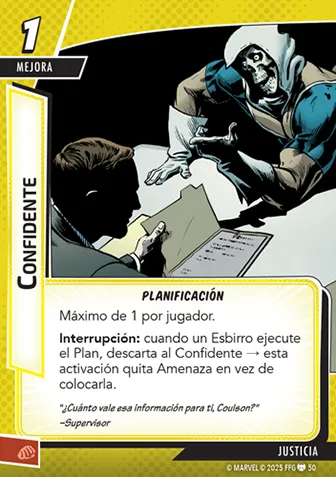 1
MEJORA
CONFIDENTE
PLANIFICACIÓN
Máximo de 1 por jugador.
Interrupción: cuando un Esbirro ejecute
el Plan, descarta al Confidente → esta
activación quita Amenaza en vez de
colocarla.
"¿Cuánto vale esa información para ti, Coulson?"
–Supervisor
JUSTICIA
© MARVEL © 2025 FFG 50